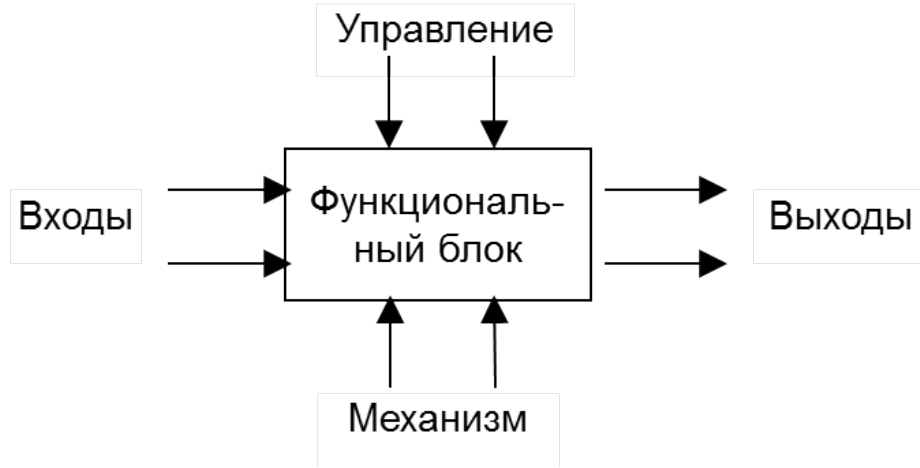 Управление
Входы
Функциональ-
ный блок
Выходы
Механизм